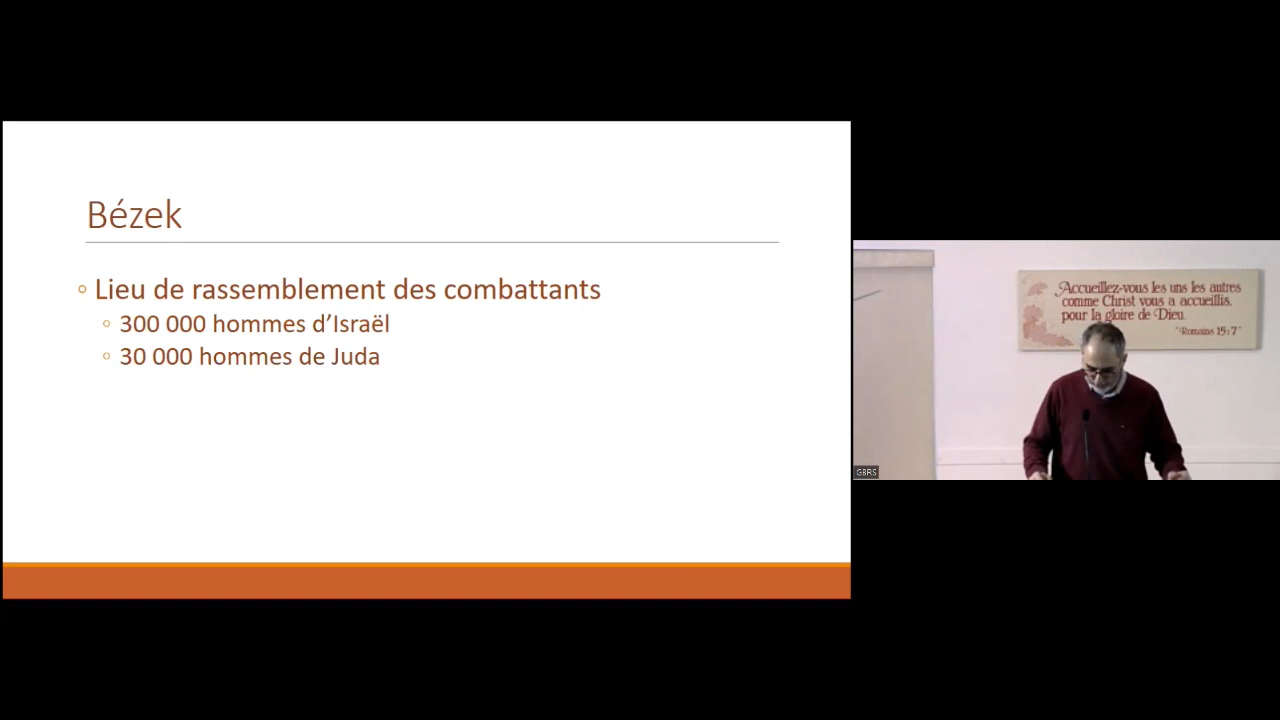 Bézek
◦ Lieu de rassemblement des combattants
◦ 300 000 hommes d’Israël
◦ 30 000 hommes de Juda
Accueillez-vous les uns les autres
comme Christ vous a accueillis,
pour la gloire de Dieu.
"Romains 15:7"
GBRS